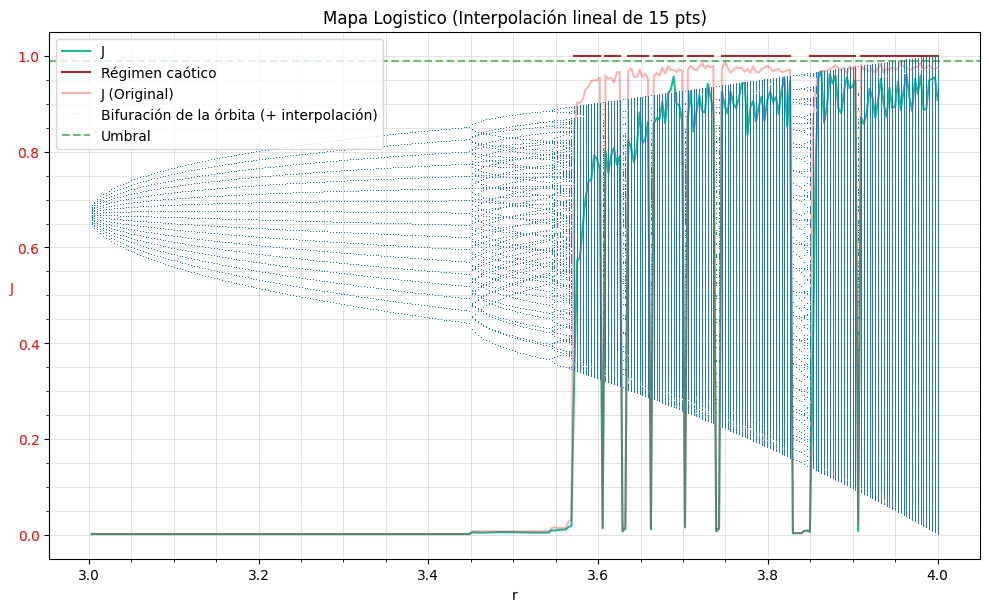 Mapa Logistico (Interpolación lineal de 15 pts)
J
Régimen caótico
J (Original)
Bifuración de la órbita (+ interpolación)
Umbral
1.0
0.8
0.6
0.4
0.2
0.0
J
3.0 3.2 3.4 3.6 3.8 4.0
r